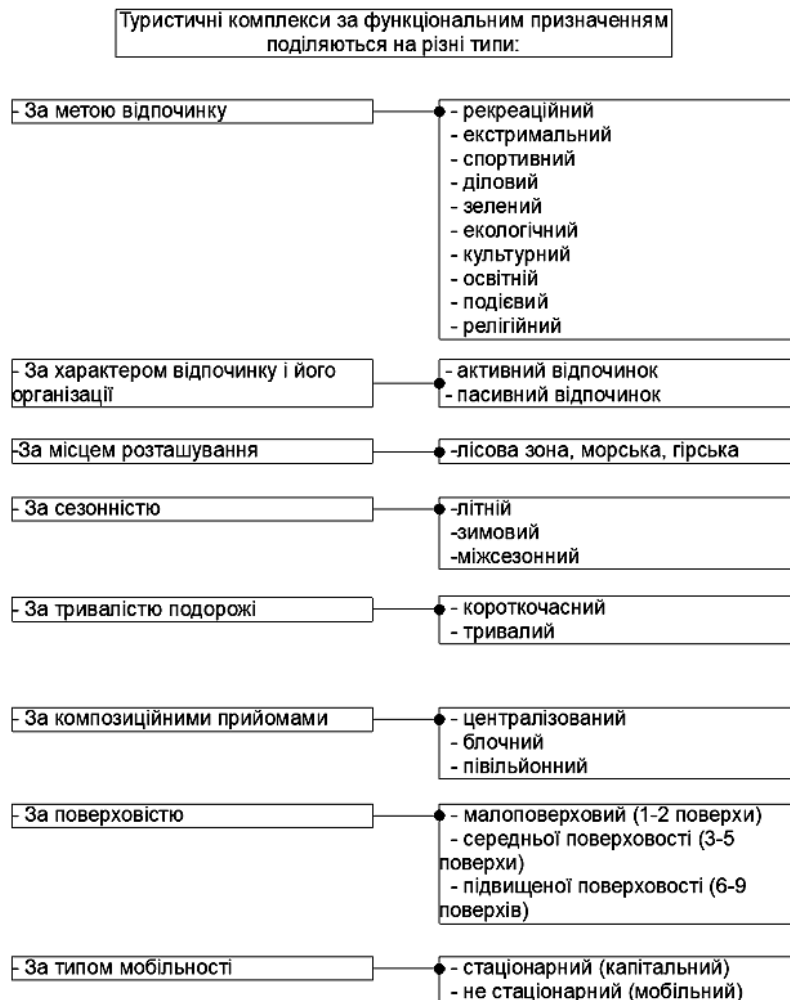 Туристичні комплекси за функціональним призначенням
поділяються на різні типи:
- За метою відпочинку
- рекреаційний
- екстримальний
- спортивний
- діловий
- зелений
- екологічний
- культурний
- освітній
- подієвий
- релігійний
- За характером відпочинку і його
організації
- активний відпочинок
- пасивний відпочинок
-За місцем розташування
-лісова зона, морська, гірська
- За сезонністю
-літній
-зимовий
-міжсезонний
- За тривалістю подорожі
- короткочасний
- тривалий
- За композиційними прийомами
- централізований
- блочний
- півільйонний
- За поверховістю
- малоповерховий (1-2 поверхи)
- середньої поверховості (3-5
поверхи)
- підвищеної поверховості (6-9
поверхів)
- За типом мобільності
- стаціонарний (капітальний)
- не стаціонарний (мобільний)